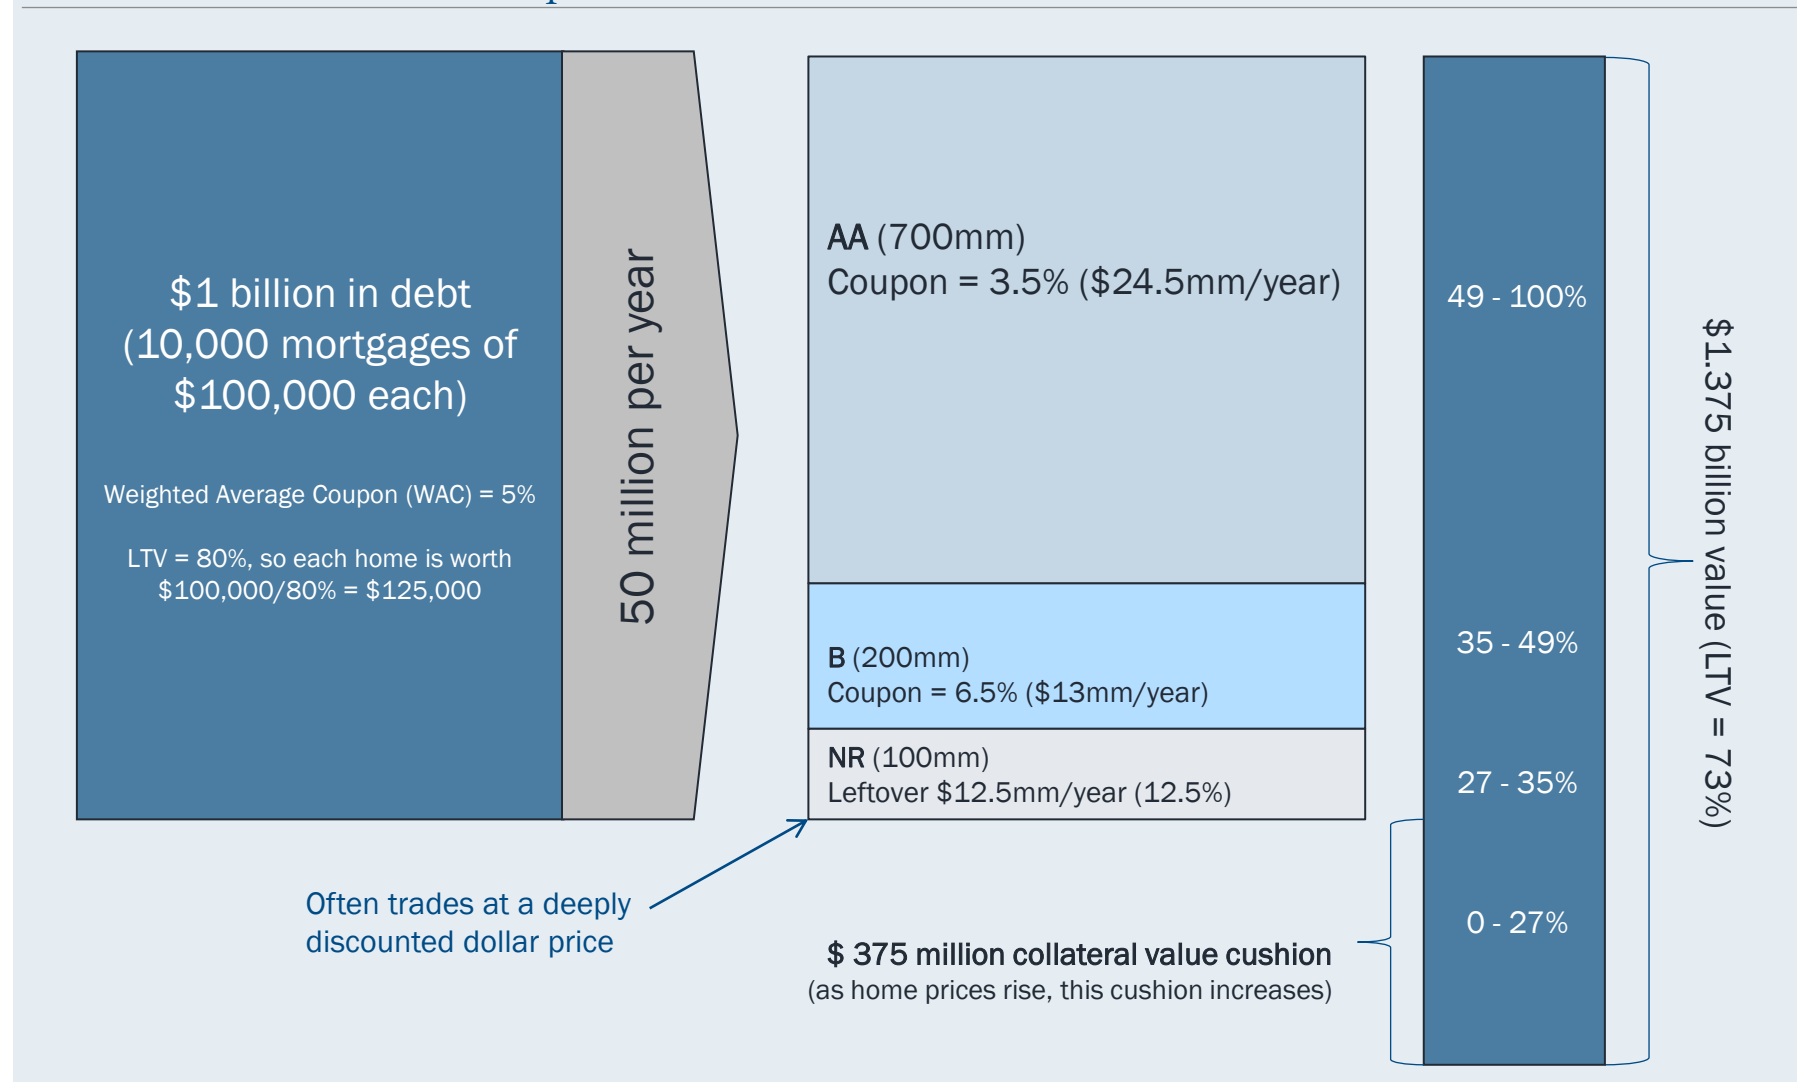 $1 billion in debt
(10,000 mortgages of
$100,000 each)
Weighted Average Coupon (WAC) = 5%
LTV = 80%, so each home is worth
$100,000/80% = $125,000
50 million per year
AA (700mm)
Coupon = 3.5% ($24.5mm/year)
B (200mm)
Coupon = 6.5% ($13mm/year)
NR (100mm)
Leftover $12.5mm/year (12.5%)
Often trades at a deeply
discounted dollar price
$ 375 million collateral value cushion
(as home prices rise, this cushion increases)
49 - 100%
35 - 49%
27 - 35%
0 - 27%
$1.375 billion value (LTV = 73%)